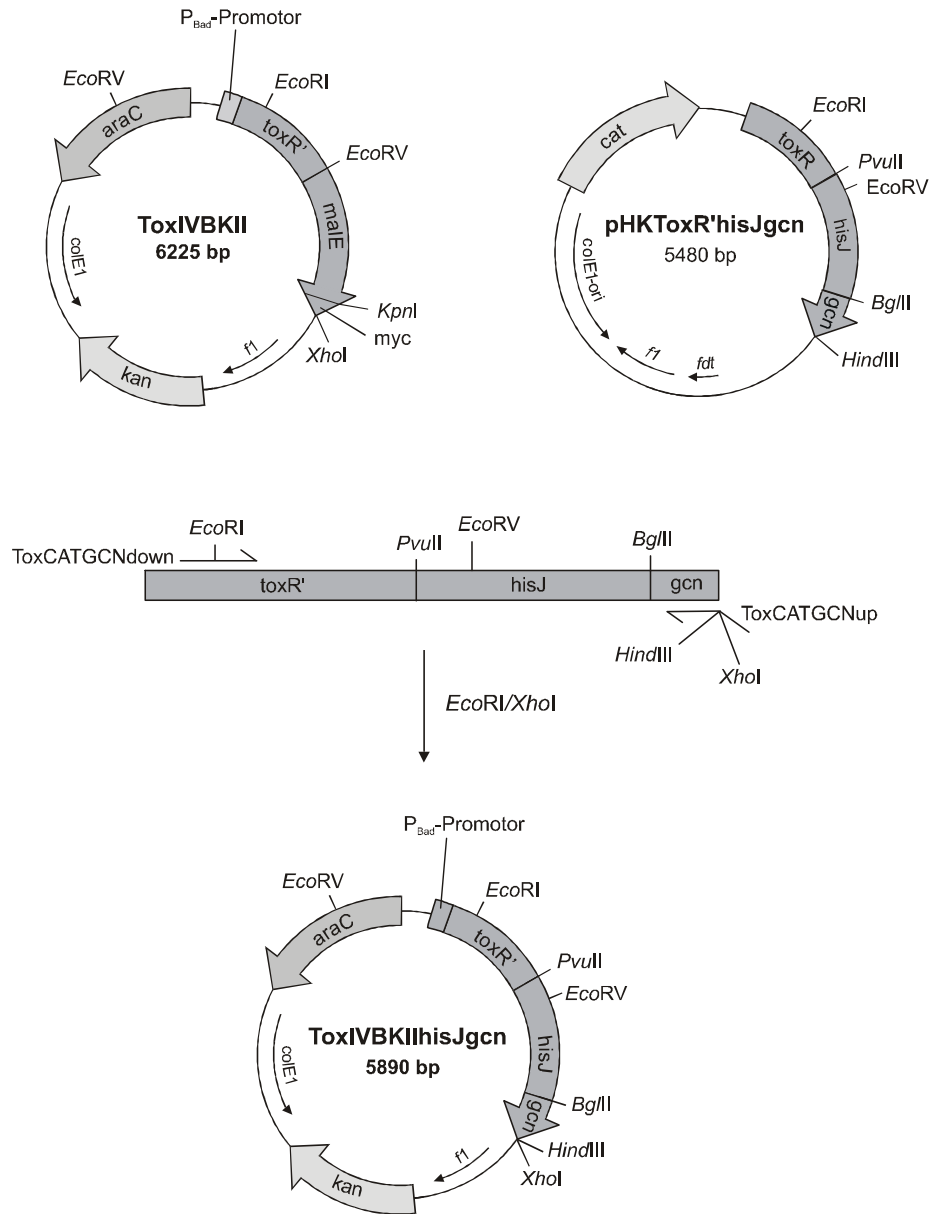 P_Bad-Promotor
EcoRV
EcoRI
araC
toxR'
EcoRV
malE
ToxIVBKII
6225 bp
colE1
KpnI
myc
XhoI
f1
kan
cat
EcoRI
toxR
PvuII
EcoRV
pHKToxR'hisJgcn
5480 bp
hisJ
colE1-ori
BglII
gcn
HindIII
f1
fdt
EcoRI
ToxCATGCNdown
PvuII
EcoRV
BglII
toxR'
hisJ
gcn
ToxCATGCNup
HindIII
XhoI
EcoRI/XhoI
P_Bad-Promotor
EcoRV
EcoRI
araC
toxR'
PvuII
EcoRV
ToxIVBKIIhisJgcn
5890 bp
hisJ
colE1
BglII
gcn
HindIII
XhoI
f1
kan